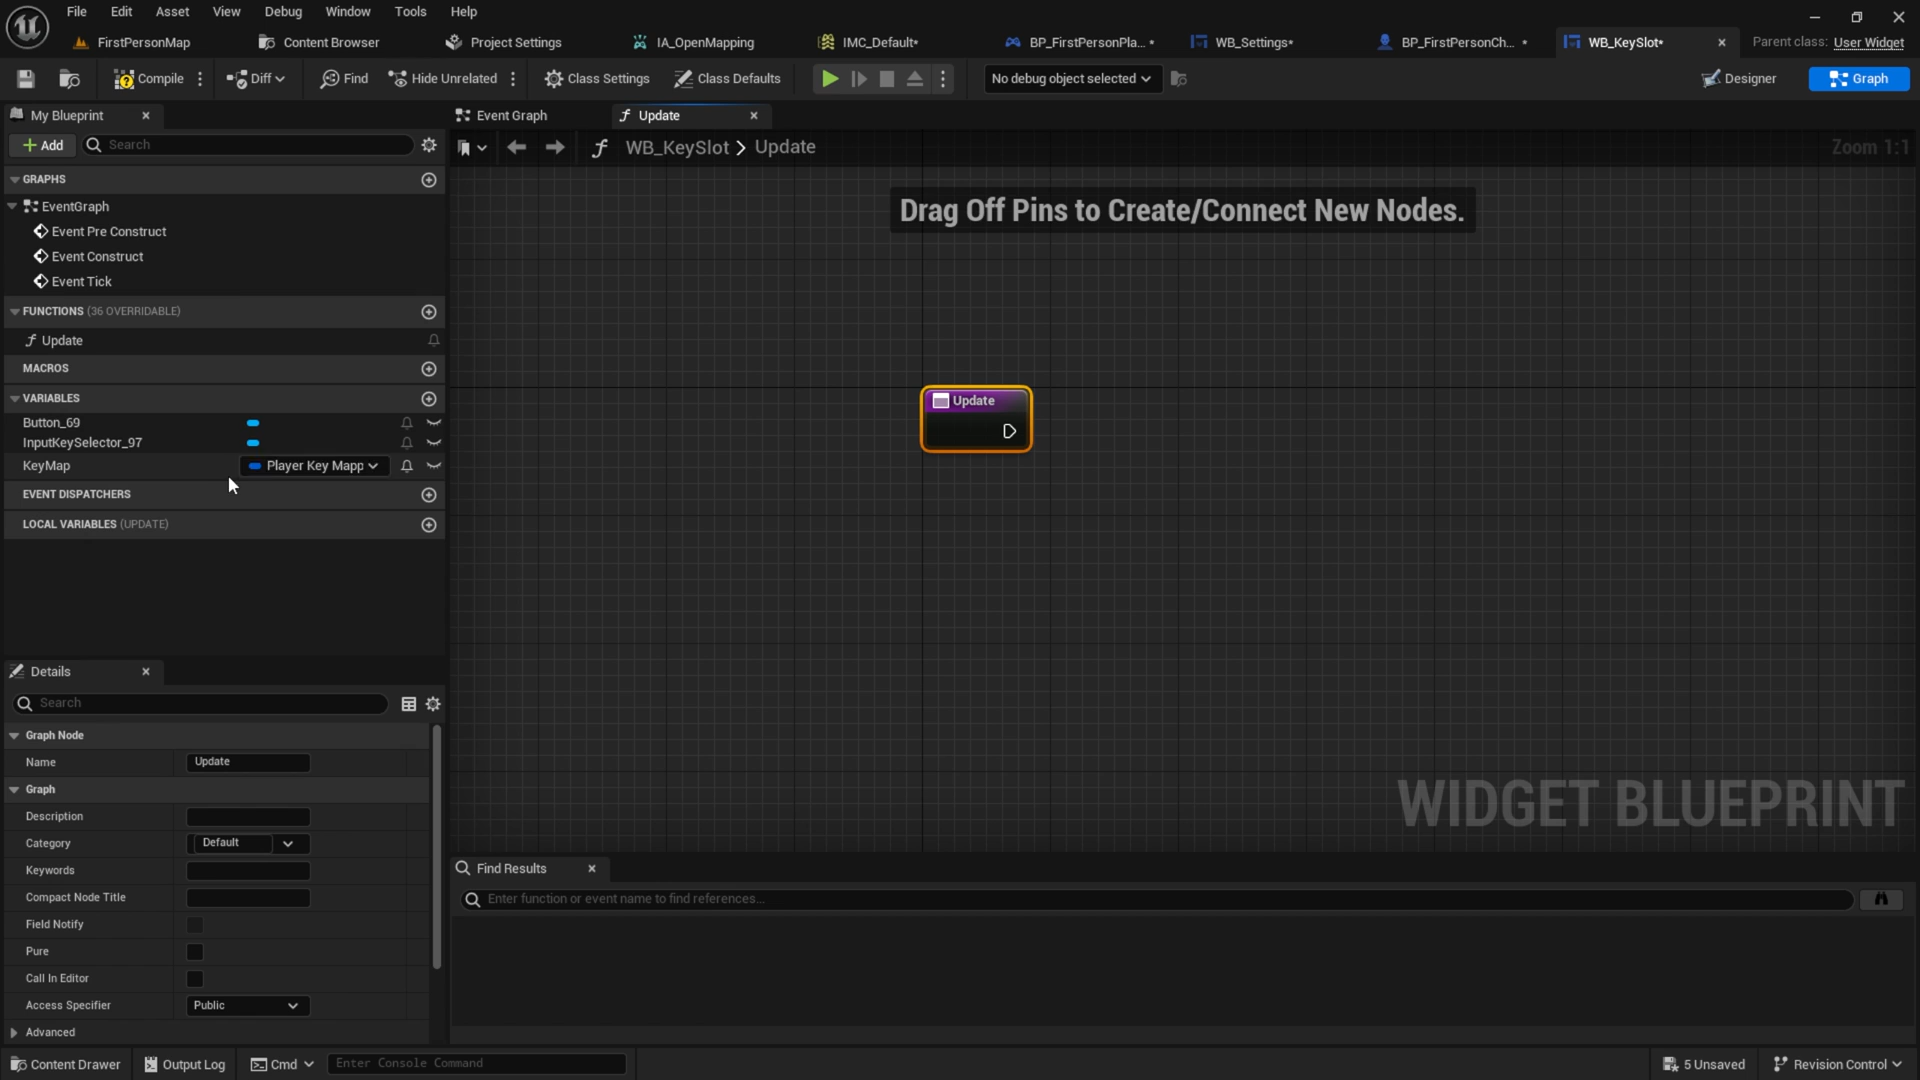 File Edit Asset View Debug Window Tools Help
FirstPersonMap Content Browser Project Settings IA_OpenMapping IMC_Default* BP_FirstPersonPla... * WB_Settings* BP_FirstPersonCh... * WB_KeySlot* Parent class: User Widget
Compile Diff Find Hide Unrelated Class Settings Class Defaults No debug object selected Designer Graph
My Blueprint
Event Graph Update
Add Search
WB_KeySlot > Update Zoom 1:1
GRAPHS
EventGraph
Event Pre Construct
Event Construct
Event Tick
Drag Off Pins to Create/Connect New Nodes.
FUNCTIONS (36 OVERRIDABLE)
Update
MACROS
VARIABLES
Button_69
InputKeySelector_97
KeyMap Player Key Mapp
EVENT DISPATCHERS
LOCAL VARIABLES (UPDATE)
Update
WIDGET BLUEPRINT
Details
Search
Graph Node
Name Update
Graph
Description
Category Default
Keywords
Compact Node Title
Field Notify
Pure
Call In Editor
Access Specifier Public
Advanced
Find Results
Enter function or event name to find references...
Content Drawer Output Log Cmd Enter Console Command 5 Unsaved Revision Control